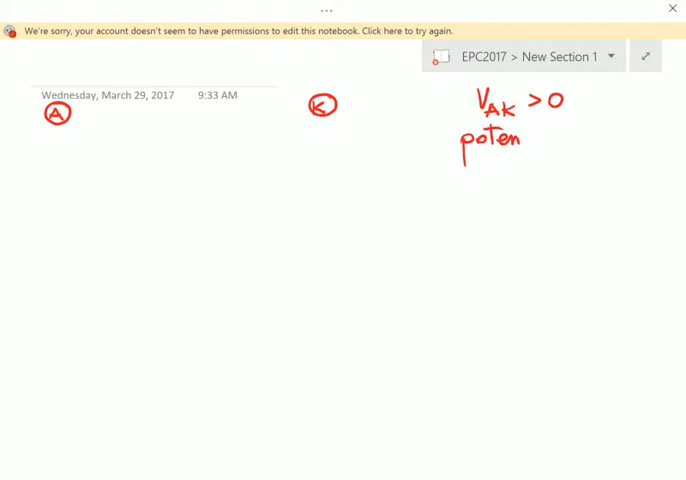 ...
We're sorry, your account doesn't seem to have permissions to edit this notebook. Click here to try again.
EPC2017 > New Section 1
Wednesday, March 29, 2017 9:33 AM
A
K
VAK > 0
poten